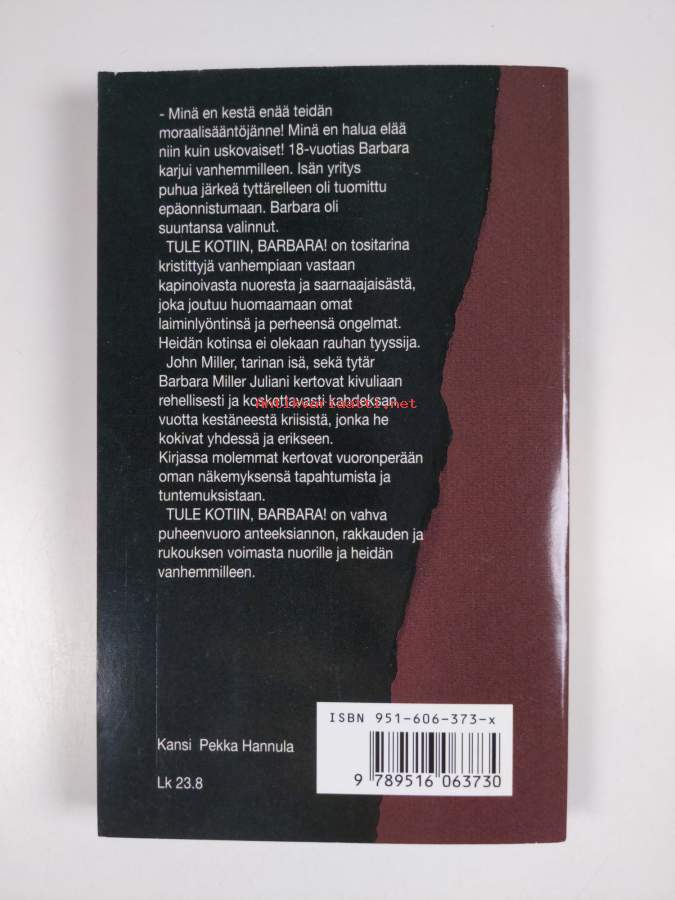 - Minä en kestä enää teidän
moraalisääntöjänne! Minä en halua elää
niin kuin uskovaiset! 18-vuotias Barbara
karjui vanhemmilleen. Isän yritys
puhua järkeä tyttärelleen oli tuomittu
epäonnistumaan. Barbara oli
suuntansa valinnut.
TULE KOTIIN, BARBARA! on tositarina
kristittyjä vanhempiaan vastaan
kapinoivasta nuoresta ja saarnaajaisästä,
joka joutuu huomaamaan omat
laiminlyöntinsä ja perheensä ongelmat.
Heidän kotinsa ei olekaan rauhan tyyssija.
John Miller, tarinan isä, sekä tytär
Barbara Miller Juliani kertovat kivuliaan
rehellisesti ja koskettavasti kahdeksan
Antikvariaatti.net
vuotta kestäneestä kriisistä, jonka he
kokivat yhdessä ja erikseen.
Kirjassa molemmat kertovat vuoronperään
oman näkemyksensä tapahtumista ja
tuntemuksistaan.
TULE KOTIIN, BARBARA! on vahva
puheenvuoro anteeksiannon, rakkauden ja
rukouksen voimasta nuorille ja heidän
vanhemmilleen.
ISBN 951-606-373-x
Kansi Pekka Hannula
9 789516 063730
Lk 23.8